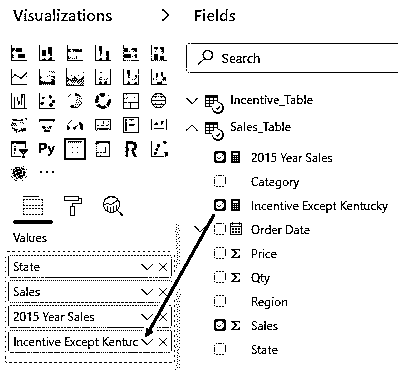 Visualizations
Py
R
Values
State
Sales
2015 Year Sales
Incentive Except Kentuc
Fields
Search
Incentive_Table
Sales_Table
2015 Year Sales
Category
Incentive Except Kentucky
Order Date
Price
Qty
Region
Sales
State